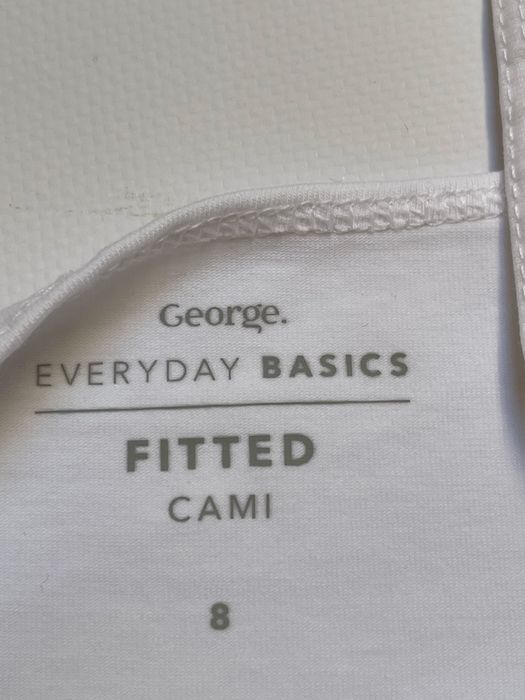 George.
EVERYDAY BASICS
FITTED
CAMI
8